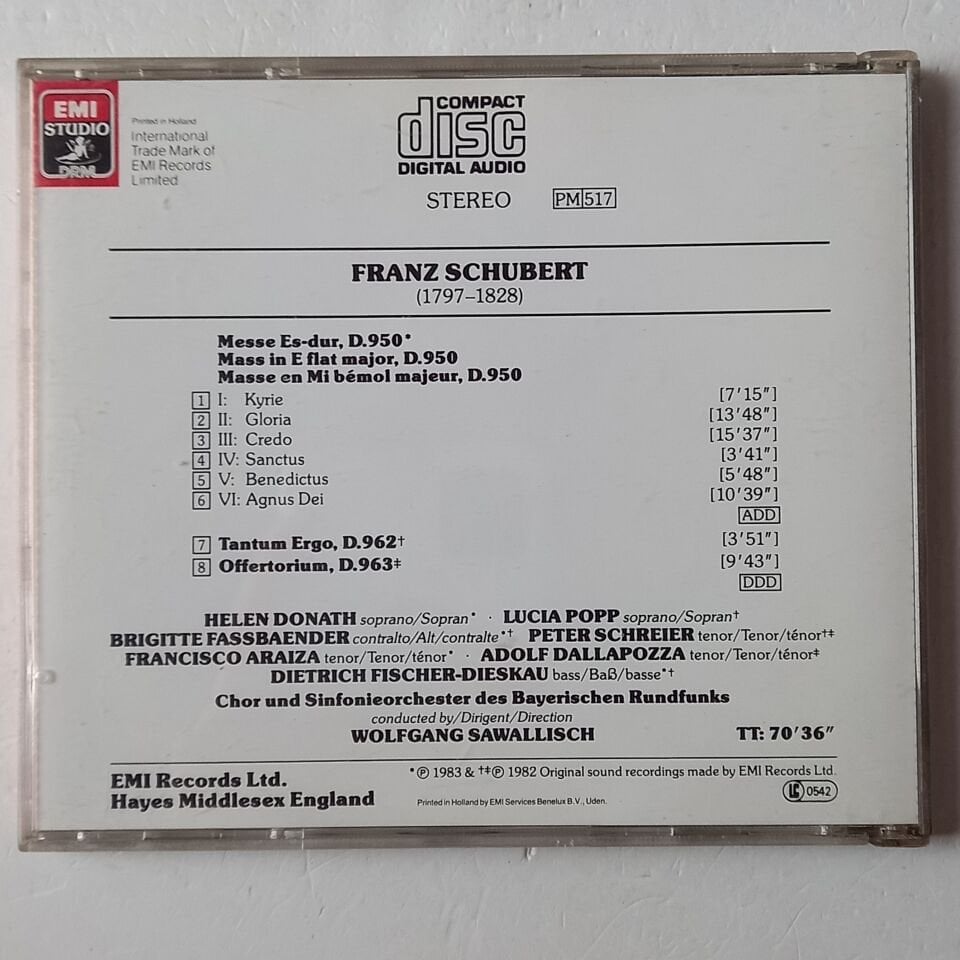 EMI
STUDIO
DRM
Printed in Holland
International
Trade Mark of
EMI Records
Limited
COMPACT
disc
DIGITAL AUDIO
STEREO PM 517
FRANZ SCHUBERT
(1797–1828)
Messe Es-dur, D.950*
Mass in E flat major, D.950
Masse en Mi bémol majeur, D.950
1 I: Kyrie [7'15"]
2 II: Gloria [13'48"]
3 III: Credo [15'37"]
4 IV: Sanctus [3'41"]
5 V: Benedictus [5'48"]
6 VI: Agnus Dei [10'39"]
ADD
7 Tantum Ergo, D.962† [3'51"]
8 Offertorium, D.963‡ [9'43"]
DDD
HELEN DONATH soprano/Sopran* · LUCIA POPP soprano/Sopran†
BRIGITTE FASSBAENDER contralto/Alt/contralte*† PETER SCHREIER tenor/Tenor/ténor†‡
FRANCISCO ARAIZA tenor/Tenor/ténor* · ADOLF DALLAPOZZA tenor/Tenor/ténor‡
DIETRICH FISCHER-DIESKAU bass/Baß/basse*†
Chor und Sinfonieorchester des Bayerischen Rundfunks
conducted by/Dirigent/Direction
WOLFGANG SAWALLISCH TT: 70'36"
EMI Records Ltd.
Hayes Middlesex England
*℗ 1983 & †‡℗ 1982 Original sound recordings made by EMI Records Ltd.
Printed in Holland by EMI Services Benelux B.V., Uden.
LC 0542